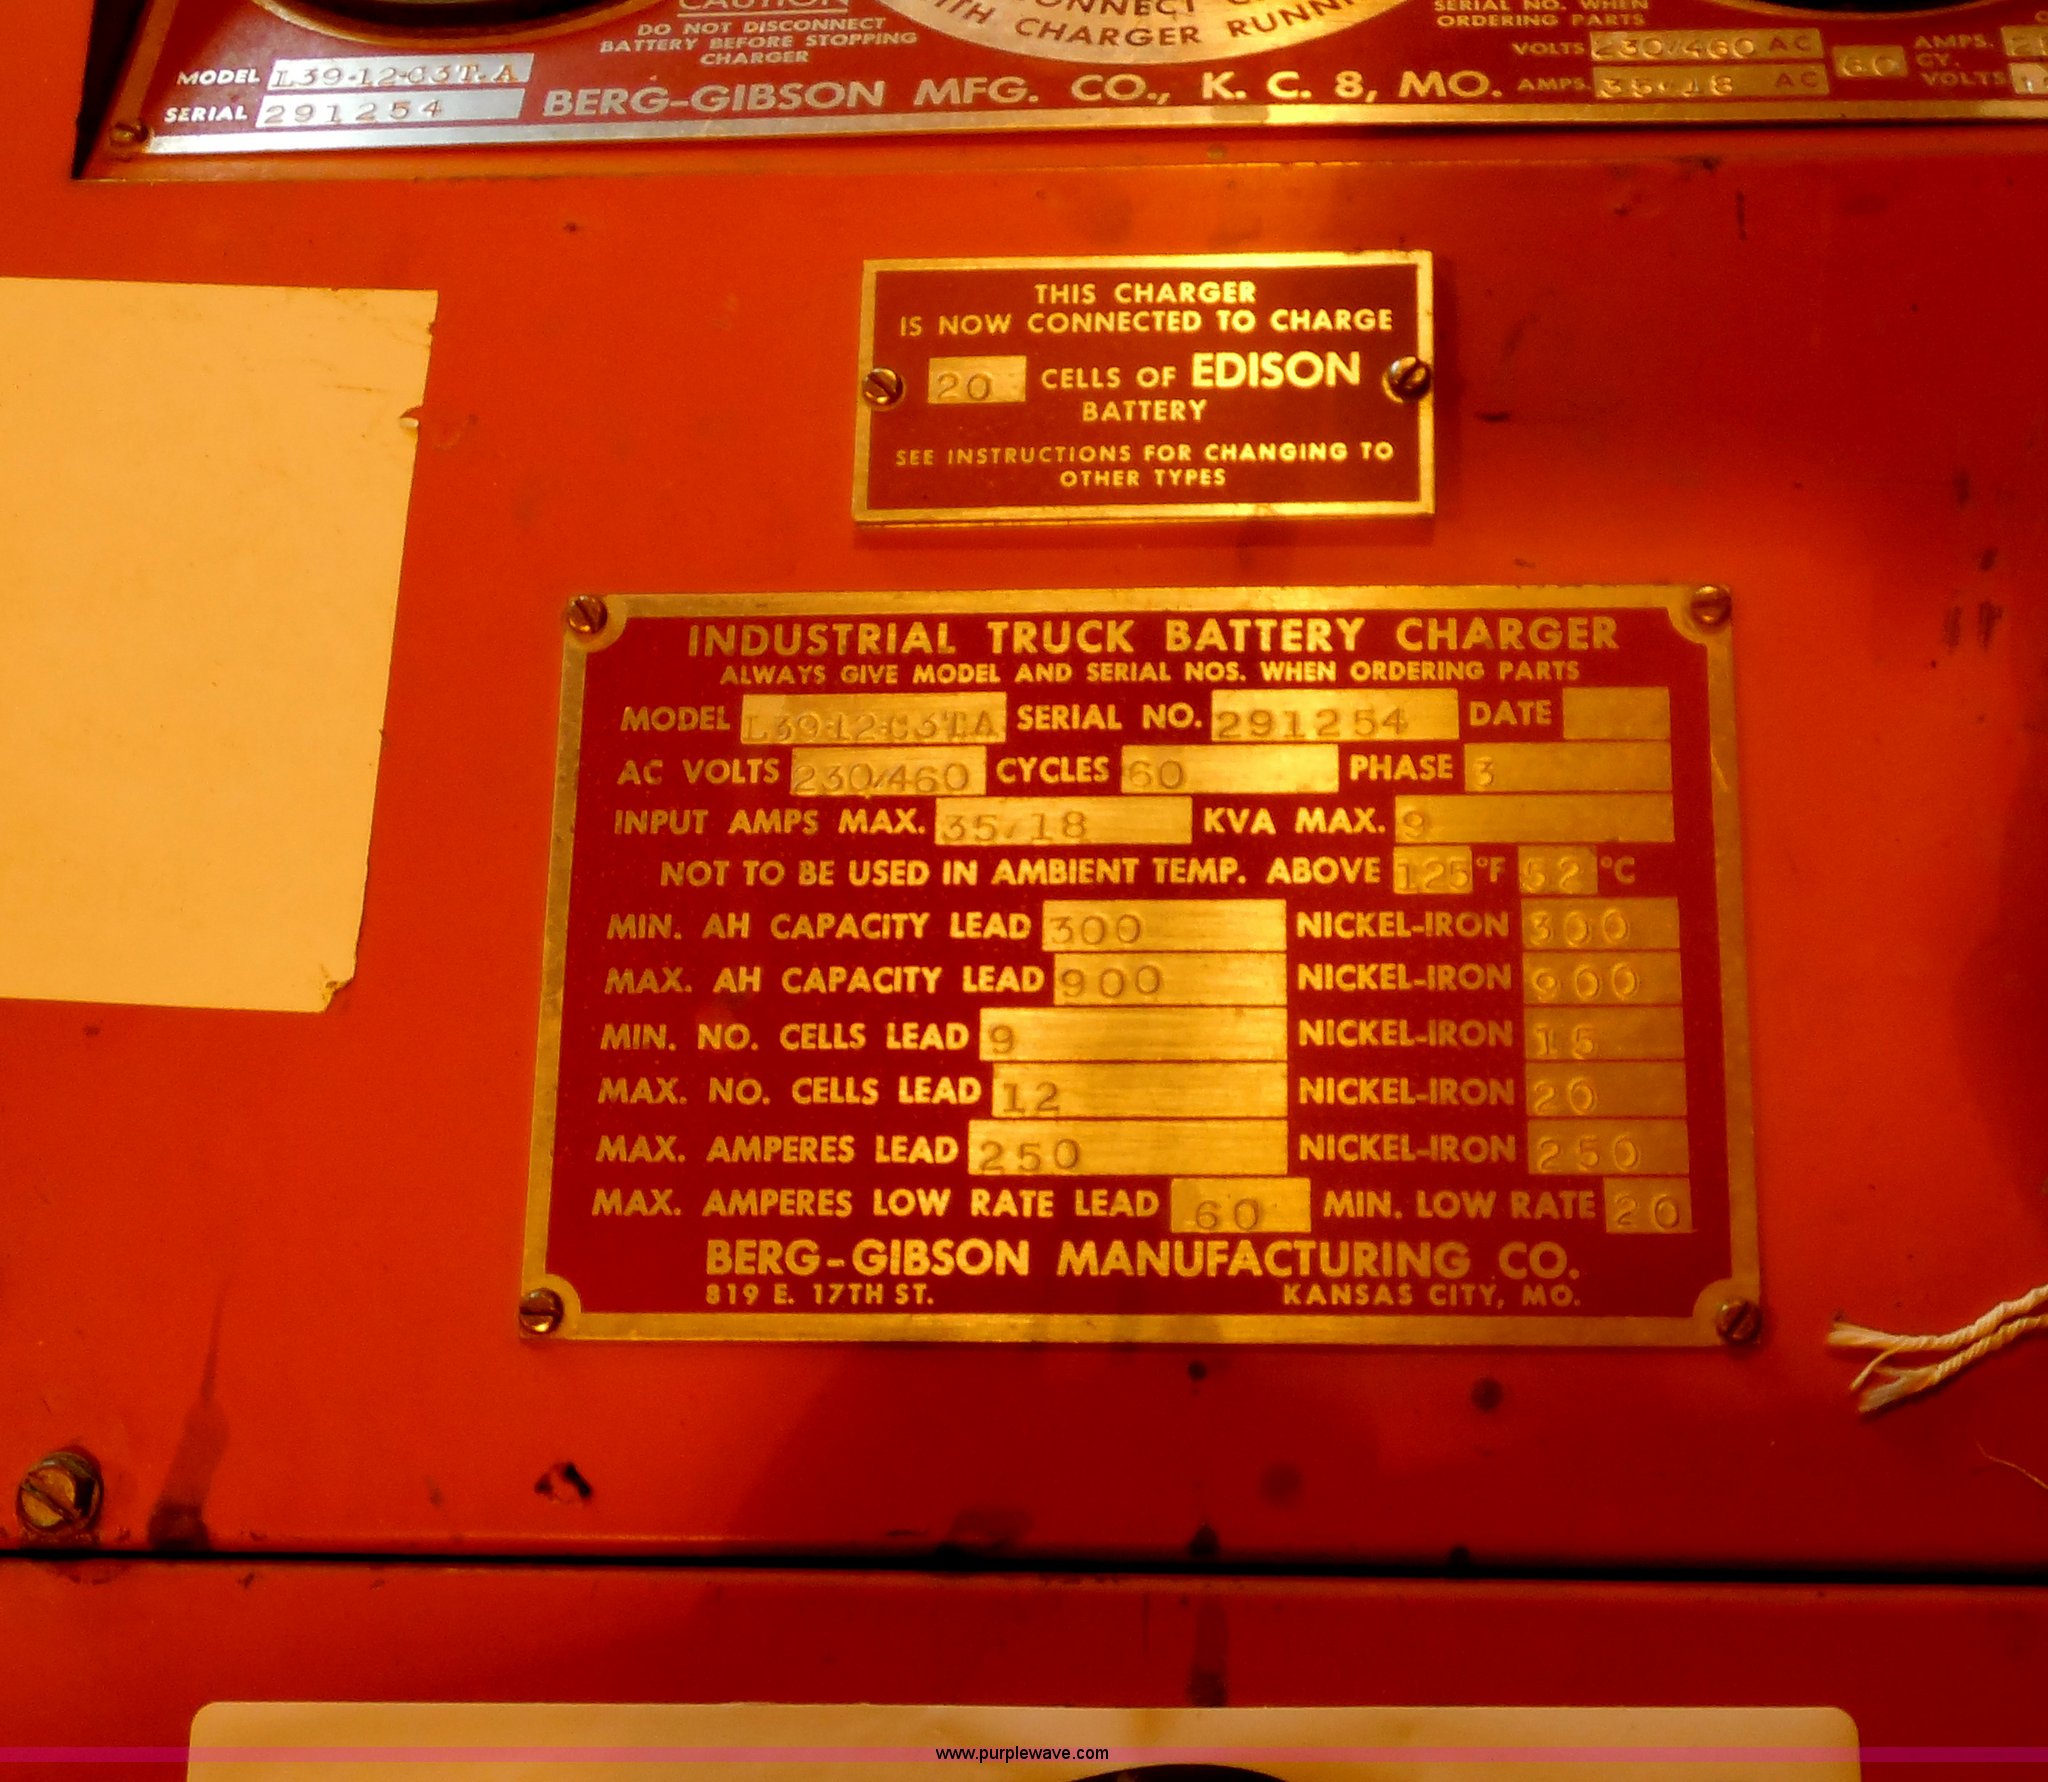 CAUTION
DO NOT DISCONNECT
BATTERY BEFORE STOPPING
CHARGER
CHARGER
SERIAL NO. WHEN
ORDERING PARTS
MODEL L39-12-C3T-A
SERIAL 291254
BERG-GIBSON MFG. CO., K. C. 8, MO.
VOLTS 230/460 AC
AMPS. 35-18 AC
60
CY.
AMPS.
VOLTS
THIS CHARGER
IS NOW CONNECTED TO CHARGE
20 CELLS OF EDISON
BATTERY
SEE INSTRUCTIONS FOR CHANGING TO
OTHER TYPES
INDUSTRIAL TRUCK BATTERY CHARGER
ALWAYS GIVE MODEL AND SERIAL NOS. WHEN ORDERING PARTS
MODEL L39-12-C3TA SERIAL NO. 291254 DATE
AC VOLTS 230/460 CYCLES 60 PHASE 3
INPUT AMPS MAX. 35/18 KVA MAX. 9
NOT TO BE USED IN AMBIENT TEMP. ABOVE 125 °F 52 °C
MIN. AH CAPACITY LEAD 300 NICKEL-IRON 300
MAX. AH CAPACITY LEAD 900 NICKEL-IRON 900
MIN. NO. CELLS LEAD 9 NICKEL-IRON 15
MAX. NO. CELLS LEAD 12 NICKEL-IRON 20
MAX. AMPERES LEAD 250 NICKEL-IRON 250
MAX. AMPERES LOW RATE LEAD 60 MIN. LOW RATE 20
BERG-GIBSON MANUFACTURING CO.
819 E. 17TH ST. KANSAS CITY, MO.
www.purplewave.com